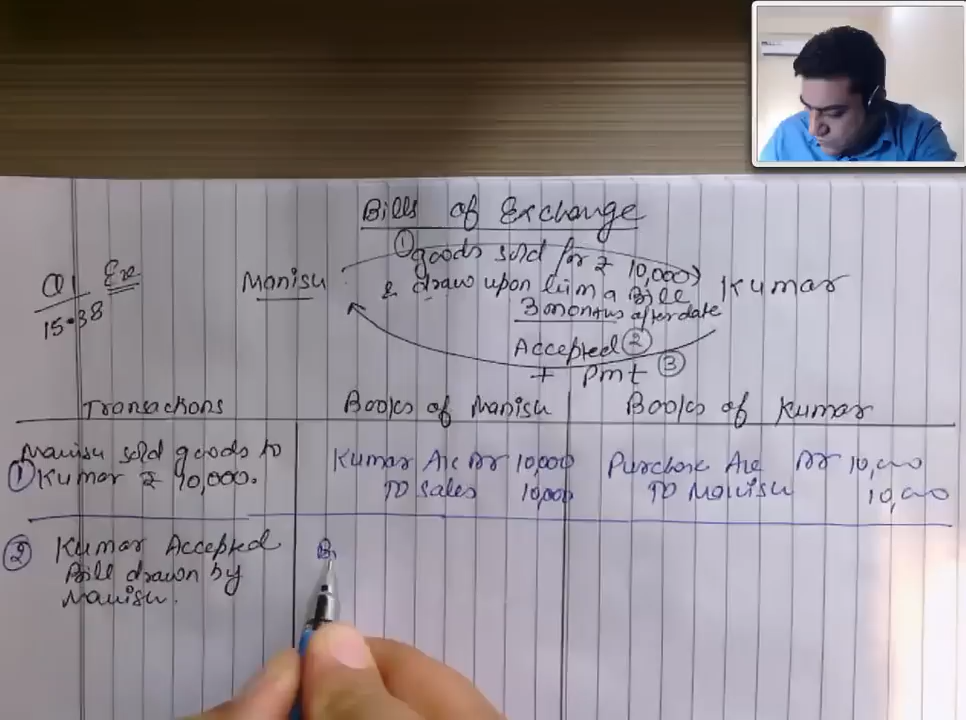 Bills of Exchange
Q1 Ex
15.38
Manish
① goods sold for ₹ 10,000
& draw upon him a Bill
3 months after date
Kumar
Accepted ②
+ Pmt ③
Transactions Books of Manish Books of Kumar
Manish sold goods to
① Kumar ₹ 10,000.
Kumar A/c Dr 10,000
To Sales 10,000
Purchase A/c Dr 10,000
To Manish 10,000
② Kumar Accepted
Bill drawn by
Manish.
B